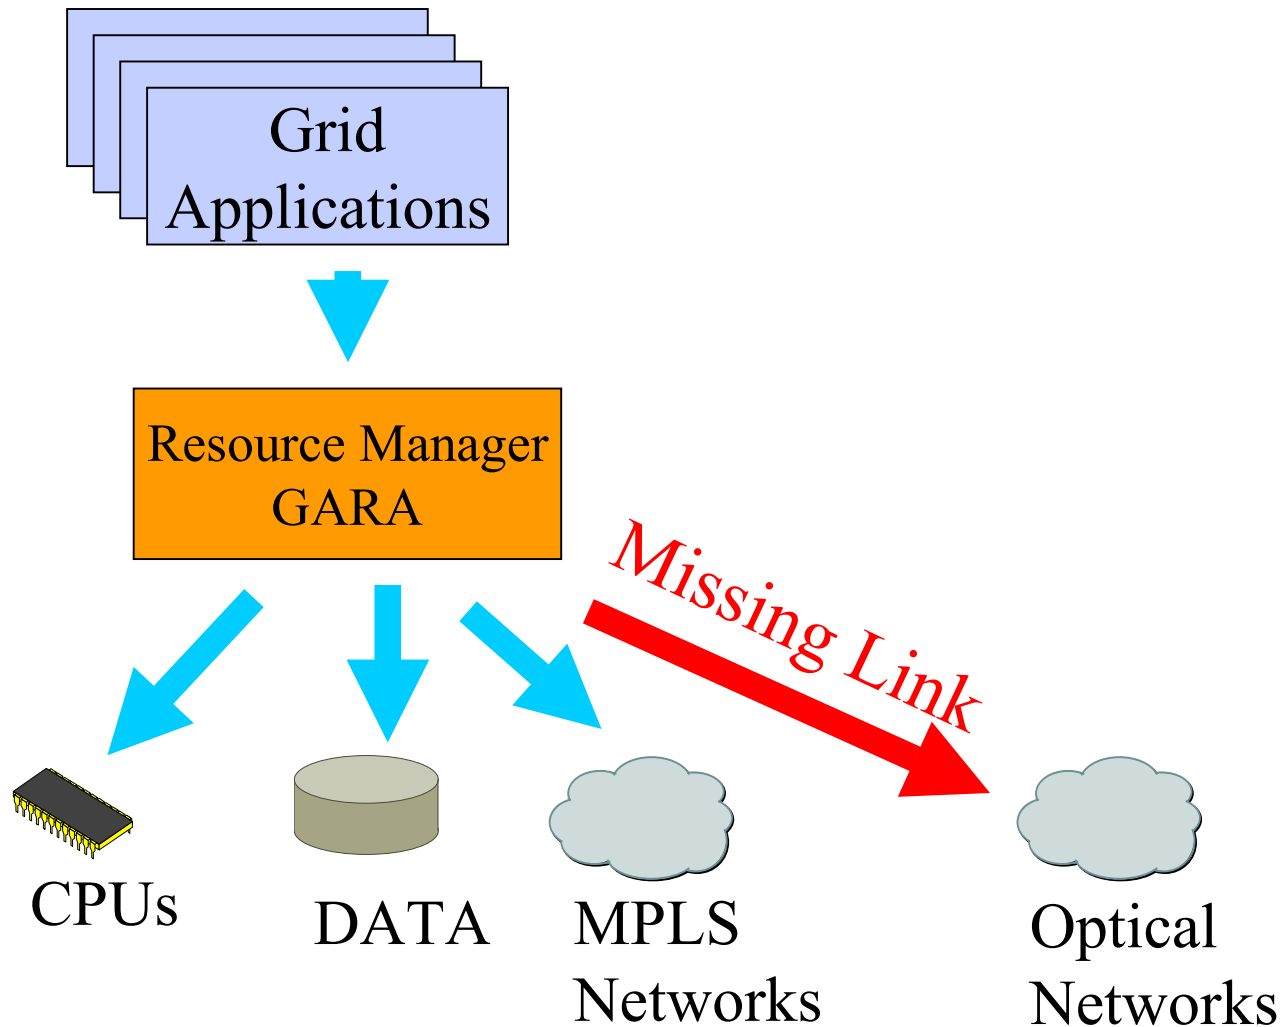 Grid
Applications
Resource Manager
GARA
Missing Link
CPUs
DATA
MPLS
Networks
Optical
Networks